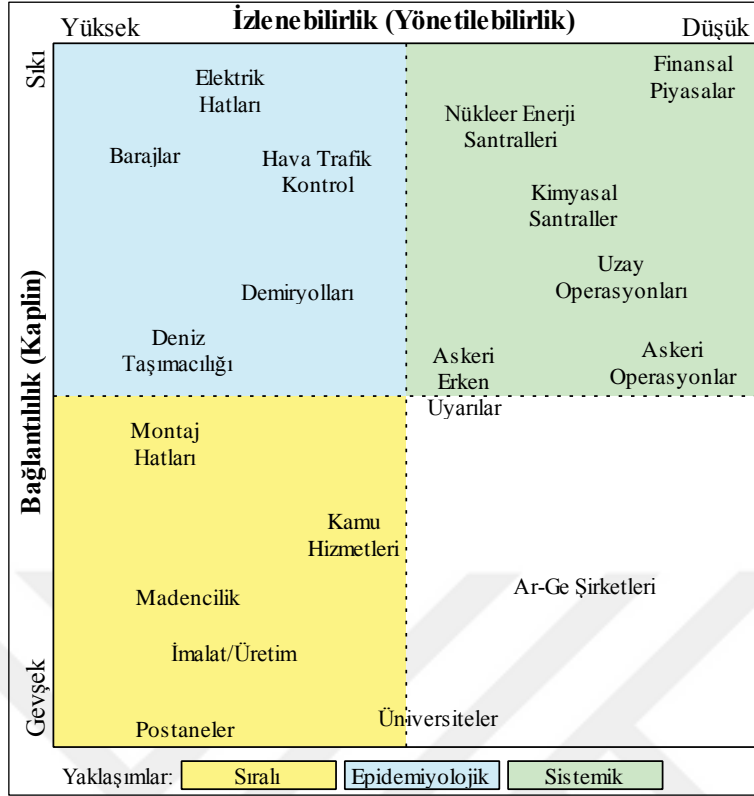 İzlenebilirlik (Yönetilebilirlik)
Yüksek
Düşük
Sıkı
Bağlantılılık (Kaplin)
Gevşek
Elektrik
Hatları
Barajlar
Hava Trafik
Kontrol
Demiryolları
Deniz
Taşımacılığı
Finansal
Piyasalar
Nükleer Enerji
Santralleri
Kimyasal
Santraller
Uzay
Operasyonları
Askeri
Erken
Uyarılar
Askeri
Operasyonlar
Montaj
Hatları
Kamu
Hizmetleri
Madencilik
İmalat/Üretim
Postaneler
Ar-Ge Şirketleri
Üniversiteler
Yaklaşımlar: Sıralı Epidemiyolojik Sistemik